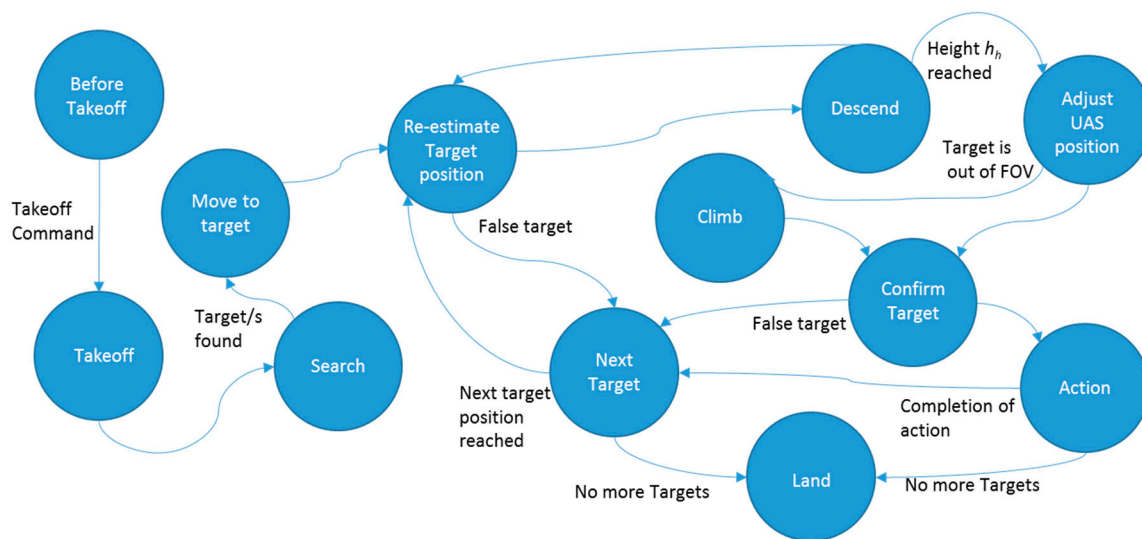 Before
Takeoff
Takeoff
Command
Takeoff
Move to
target
Target/s
found
Search
Re-estimate
Target
position
False target
Next target
position
reached
Next
Target
Descend
Height hₕ
reached
Adjust
UAS
position
Target is
out of FOV
Climb
Confirm
Target
False target
Action
Completion of
action
No more Targets
Land
No more Targets